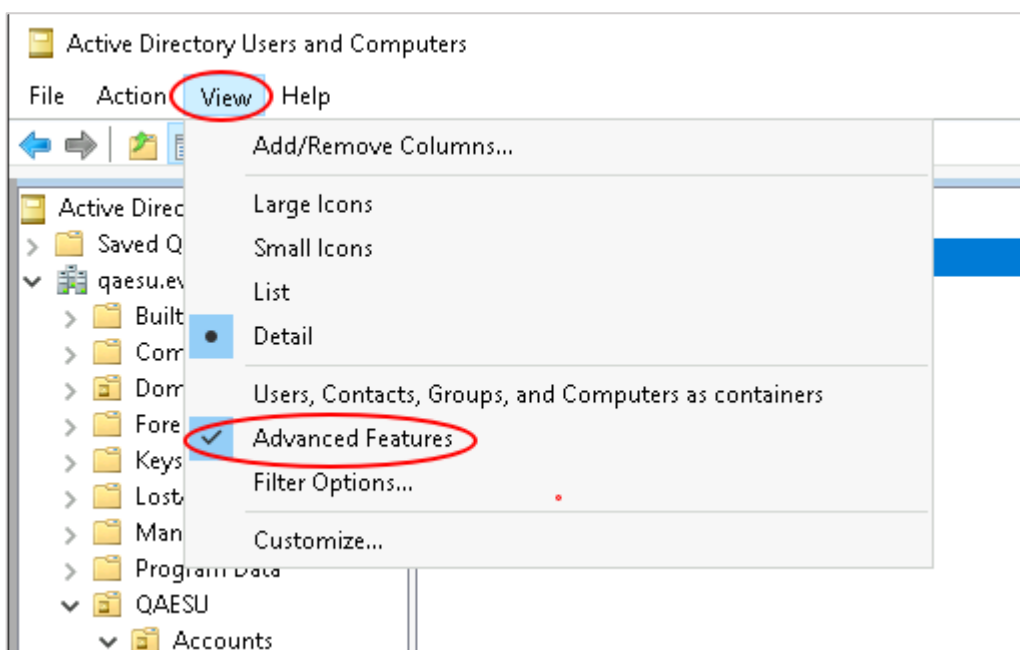 Active Directory Users and Computers
File Action View Help
Add/Remove Columns...
Active Direc
Large Icons
Saved Q
Small Icons
qaesu.ev
List
Built
Detail
Com
Dom
Users, Contacts, Groups, and Computers as containers
Fore
Advanced Features
Keys
Filter Options...
Lost
Man
Customize...
Program Data
QAESU
Accounts